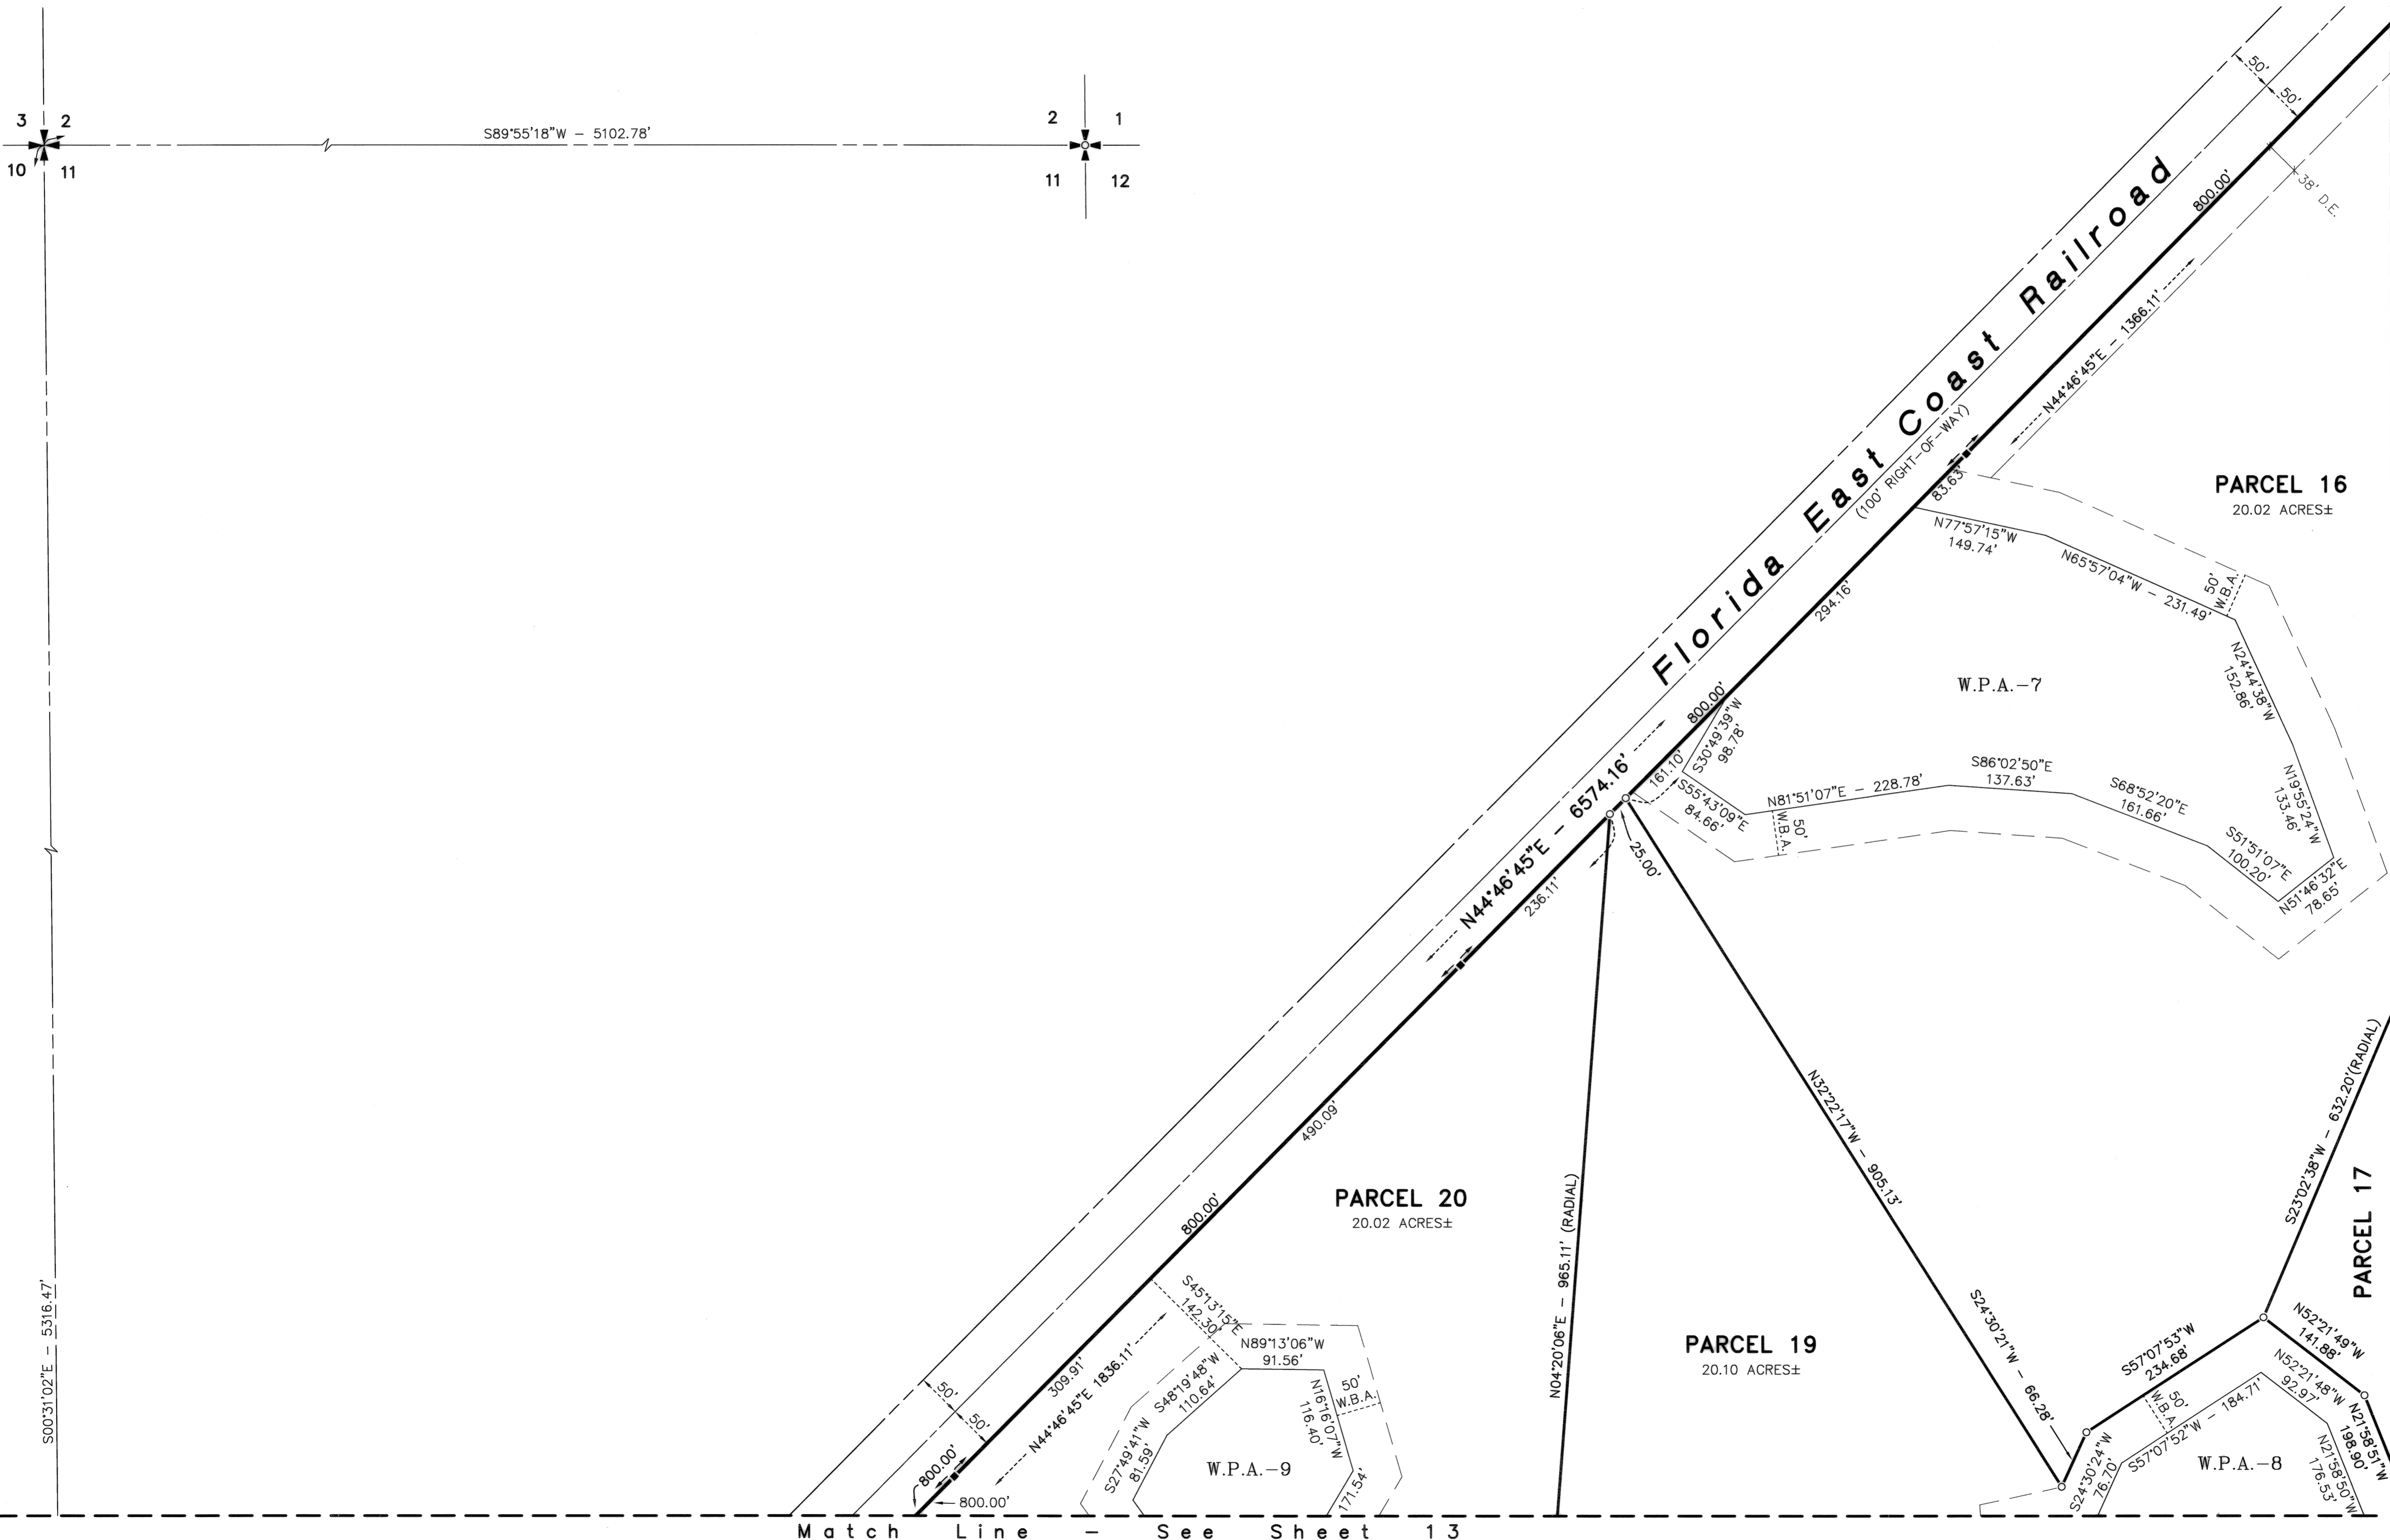 3 2
10 11
S89°55'18"W – 5102.78'
2 1
11 12
50'
50'
38' D.E.
800.00'
Florida East Coast Railroad
(100' RIGHT-OF-WAY)
N44°46'45"E – 1366.11'
83.63'
PARCEL 16
20.02 ACRES±
N77°57'15"W
149.74'
N65°57'04"W – 231.49'
50'
W.B.A.
294.16'
N24°44'38"W
152.86'
W.P.A.-7
800.00'
S30°49'39"W
98.78'
161.10'
S55°43'09"E
84.66'
N81°51'07"E – 228.78'
50'
W.B.A.
S86°02'50"E
137.63'
S68°52'20"E
161.66'
N19°55'24"W
133.46'
S51°51'07"E
100.20'
N51°46'32"E
78.65'
N44°46'45"E – 6574.16'
25.00'
236.11'
490.09'
800.00'
N32°22'17"W – 905.13'
S23°02'38"W – 632.20'(RADIAL)
PARCEL 17
PARCEL 20
20.02 ACRES±
N04°20'06"E – 965.11' (RADIAL)
S00°31'02"E – 5316.47'
S45°13'15"E
142.30'
309.91'
N44°46'45"E 1836.11'
N89°13'06"W
91.56'
S48°19'48"W
110.64'
S27°49'41"W
81.59'
N16°16'07"W
116.40'
50'
W.B.A.
W.P.A.-9
171.54'
50'
50'
800.00'
800.00'
PARCEL 19
20.10 ACRES±
S24°30'21"W – 66.28'
S57°07'53"W
234.68'
N52°21'49"W
141.88'
N52°21'48"W
92.97'
50'
W.B.A.
S57°07'52"W – 184.71'
S24°30'24"W
76.70'
W.P.A.-8
N21°58'51"W
198.90'
N21°58'50"W
176.53'
Match Line – See Sheet 13